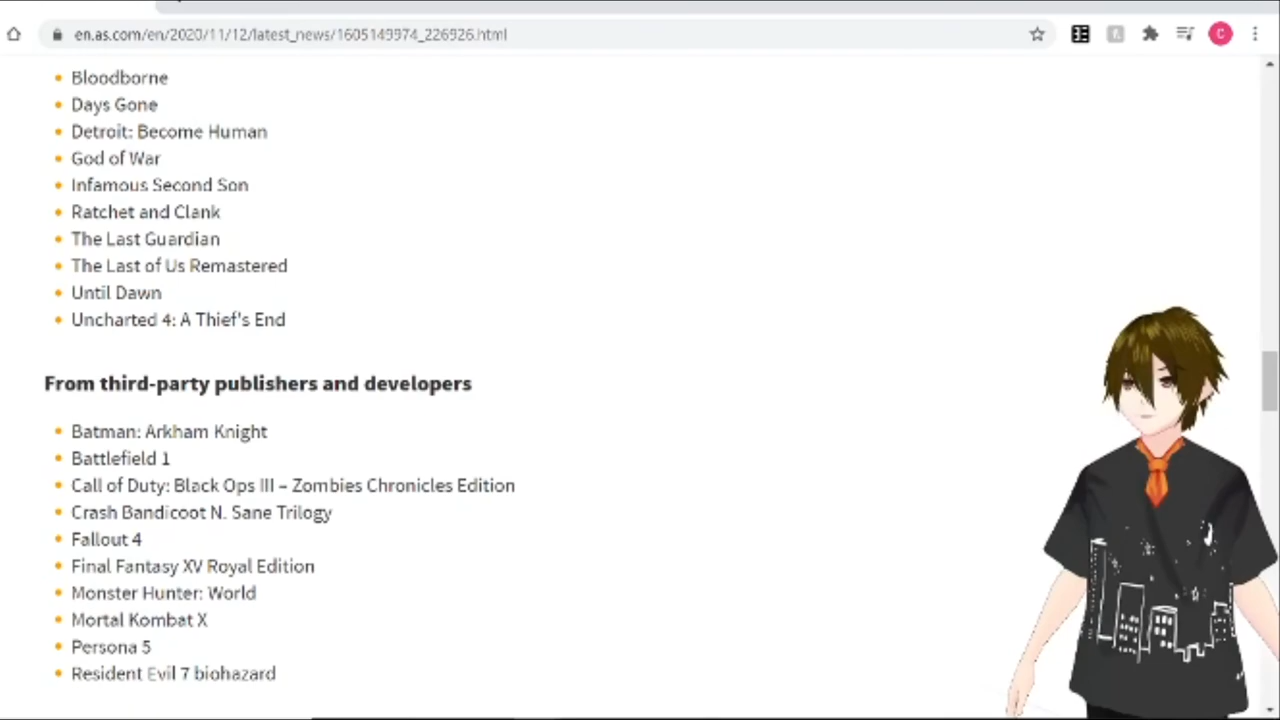 en.as.com/en/2020/11/12/latest_news/1605149974_226926.html
C
Bloodborne
Days Gone
Detroit: Become Human
God of War
Infamous Second Son
Ratchet and Clank
The Last Guardian
The Last of Us Remastered
Until Dawn
Uncharted 4: A Thief's End
From third-party publishers and developers
Batman: Arkham Knight
Battlefield 1
Call of Duty: Black Ops III – Zombies Chronicles Edition
Crash Bandicoot N. Sane Trilogy
Fallout 4
Final Fantasy XV Royal Edition
Monster Hunter: World
Mortal Kombat X
Persona 5
Resident Evil 7 biohazard